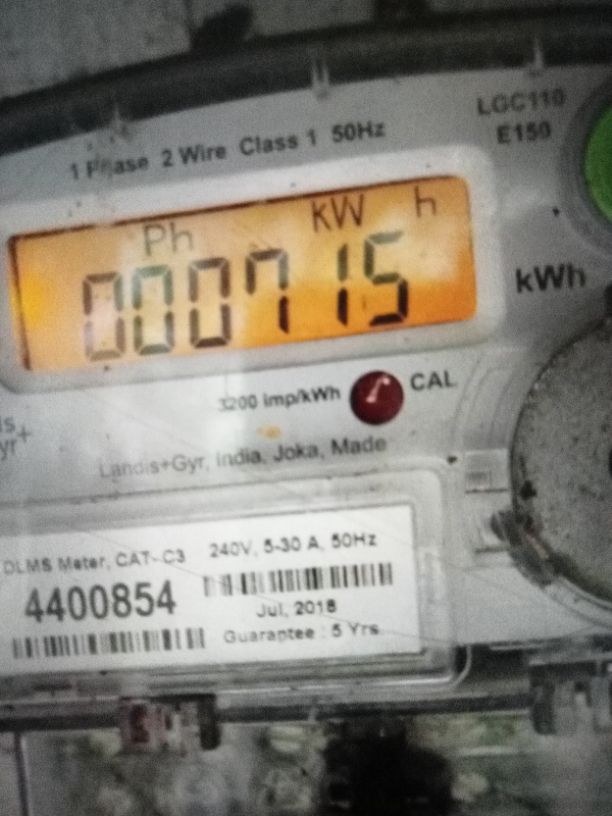 LGC110
E150
1 Phase 2 Wire Class 1 50Hz
Ph kW h
000715
kWh
3200 imp/kWh CAL
Landis+Gyr, India, Joka, Made
DLMS Meter, CAT- C3 240V, 5-30 A, 50Hz
4400854
Jul, 2018
Guarantee : 5 Yrs